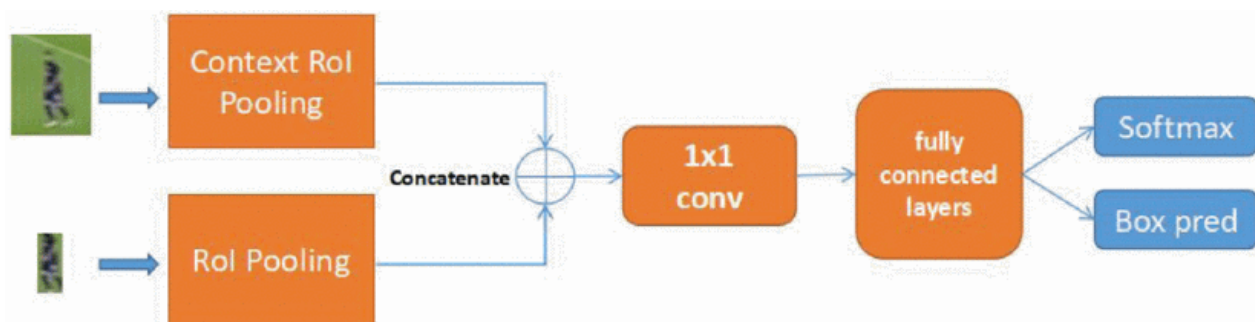 Context RoI
Pooling
Concatenate
RoI Pooling
1x1
conv
fully
connected
layers
Softmax
Box pred